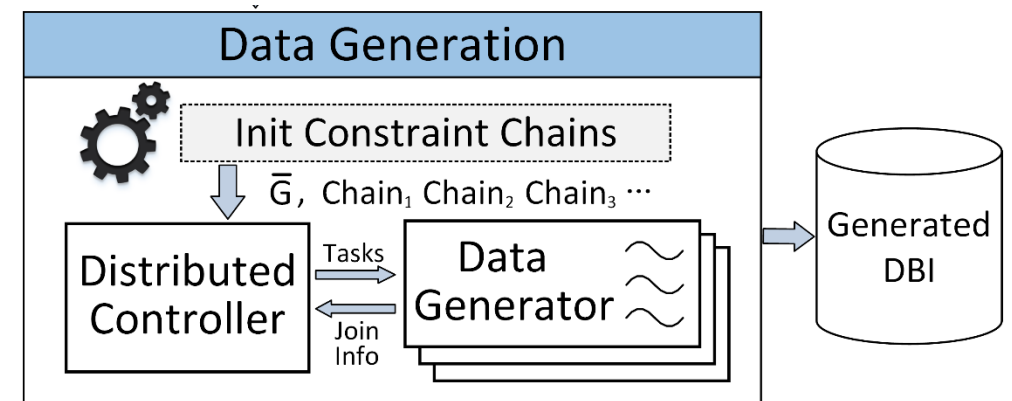 Data Generation
Init Constraint Chains
G̅, Chain₁ Chain₂ Chain₃ ···
Distributed
Controller
Tasks
Join
Info
Data
Generator
Generated
DBI